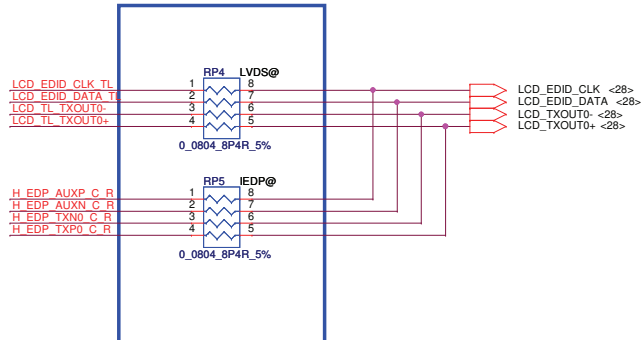 RP4 LVDS@
LCD_EDID_CLK_TL 1 8 LCD_EDID_CLK <28>
LCD_EDID_DATA_TL 2 7 LCD_EDID_DATA <28>
LCD_TL_TXOUT0- 3 6 LCD_TXOUT0- <28>
LCD_TL_TXOUT0+ 4 5 LCD_TXOUT0+ <28>
0_0804_8P4R_5%
RP5 IEDP@
H_EDP_AUXP_C_R 1 8
H_EDP_AUXN_C_R 2 7
H_EDP_TXN0_C_R 3 6
H_EDP_TXP0_C_R 4 5
0_0804_8P4R_5%